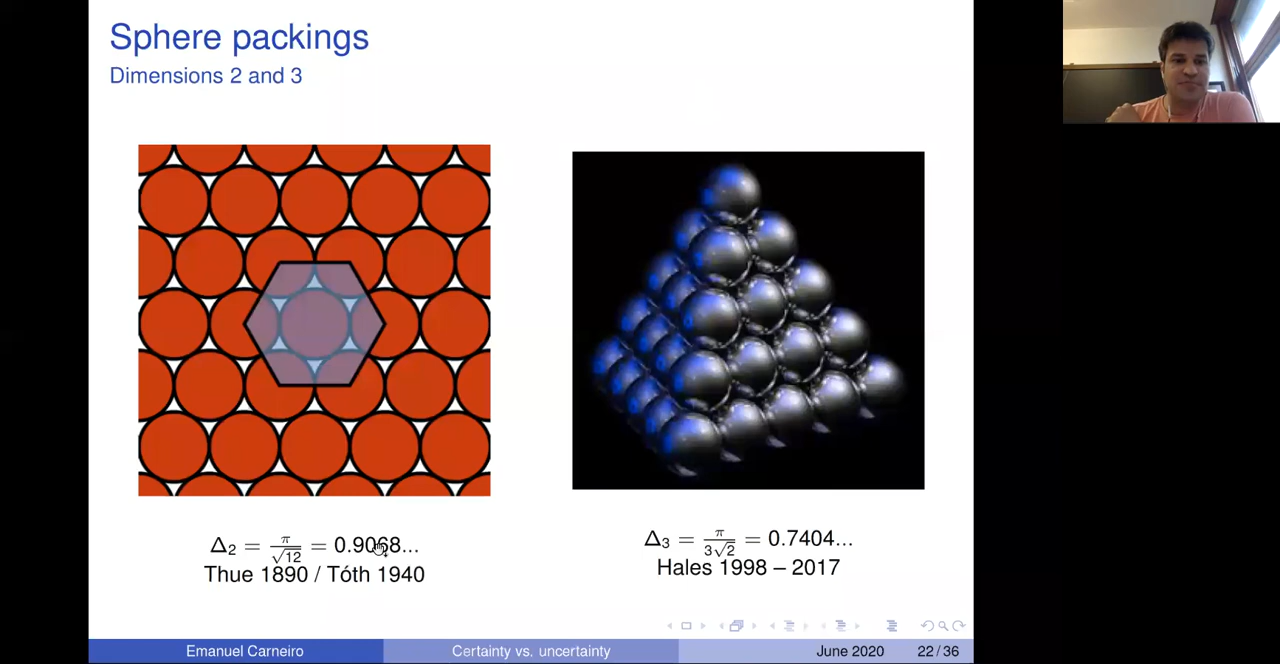 Sphere packings
Dimensions 2 and 3
Δ₂ = π/√12 = 0.9068...
Thue 1890 / Tóth 1940
Δ₃ = π/(3√2) = 0.7404...
Hales 1998 – 2017
Emanuel Carneiro
Certainty vs. uncertainty
June 2020
22 / 36